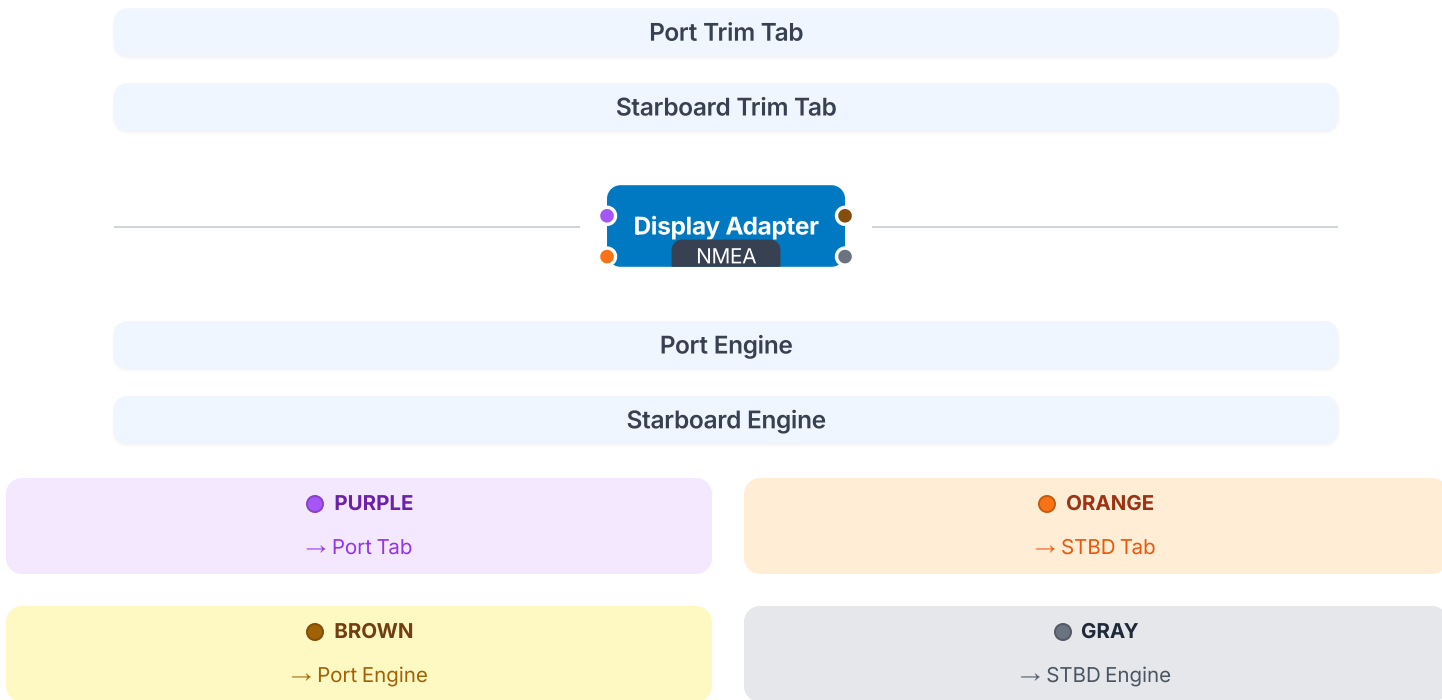 Port Trim Tab
Starboard Trim Tab
Display Adapter
NMEA
Port Engine
Starboard Engine
PURPLE
→ Port Tab
ORANGE
→ STBD Tab
BROWN
→ Port Engine
GRAY
→ STBD Engine